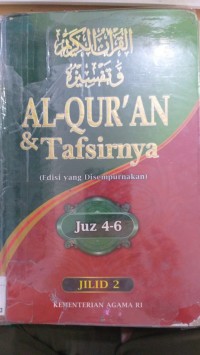 القرآن الكريم
وتفسيره
AL-QUR'AN
& Tafsirnya
(Edisi yang Disempurnakan)
Juz 4-6
JILID 2
KEMENTERIAN AGAMA RI